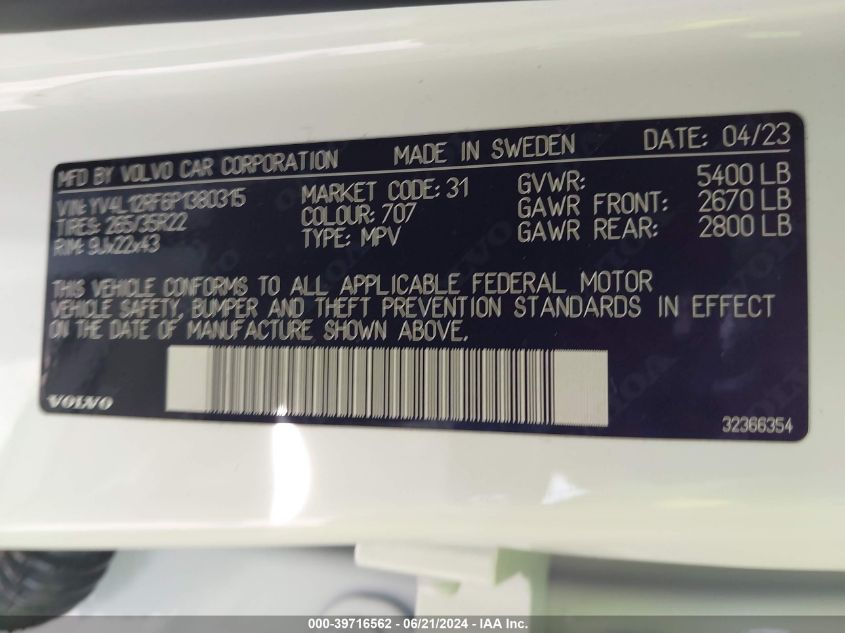 MFD BY VOLVO CAR CORPORATION MADE IN SWEDEN DATE: 04/23
VIN: YV4L12RF6P1380315 MARKET CODE: 31 GVWR: 5400 LB
TIRES: 265/35R22 COLOUR: 707 GAWR FRONT: 2670 LB
RIM: 9Jx22x43 TYPE: MPV GAWR REAR: 2800 LB
THIS VEHICLE CONFORMS TO ALL APPLICABLE FEDERAL MOTOR
VEHICLE SAFETY, BUMPER AND THEFT PREVENTION STANDARDS IN EFFECT
ON THE DATE OF MANUFACTURE SHOWN ABOVE.
VOLVO 32366354
000-39716562 - 06/21/2024 - IAA Inc.